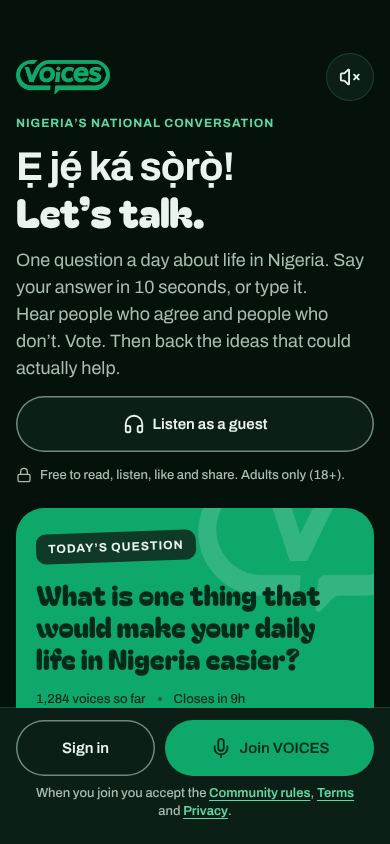 VOICES
NIGERIA'S NATIONAL CONVERSATION
Ẹ jẹ́ ká sọ̀rọ̀!
Let's talk.
One question a day about life in Nigeria. Say
your answer in 10 seconds, or type it.
Hear people who agree and people who
don't. Vote. Then back the ideas that could
actually help.
Listen as a guest
Free to read, listen, like and share. Adults only (18+).
TODAY'S QUESTION
What is one thing that
would make your daily
life in Nigeria easier?
1,284 voices so far • Closes in 9h
Sign in
Join VOICES
When you join you accept the Community rules, Terms
and Privacy.